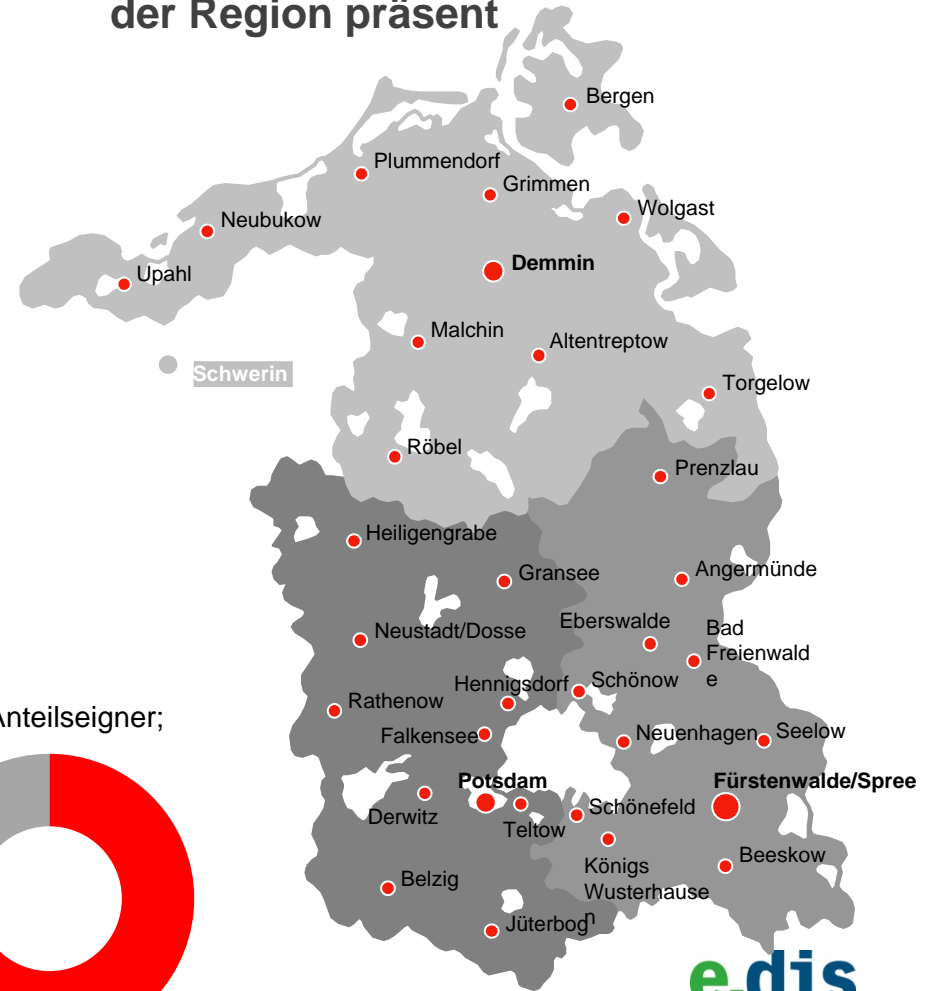 der Region präsent
Bergen
Plummendorf
Grimmen
Wolgast
Neubukow
Demmin
Upahl
Malchin
Altentreptow
Schwerin
Torgelow
Röbel
Prenzlau
Heiligengrabe
Gransee
Angermünde
Eberswalde
Bad
Freienwald
e
Neustadt/Dosse
Hennigsdorf
Schönow
Rathenow
Anteilseigner;
Falkensee
Neuenhagen
Seelow
Potsdam
Fürstenwalde/Spree
Derwitz
Teltow
Schönefeld
Königs
Wusterhause
n
Beeskow
Belzig
Jüterbog
e.dis